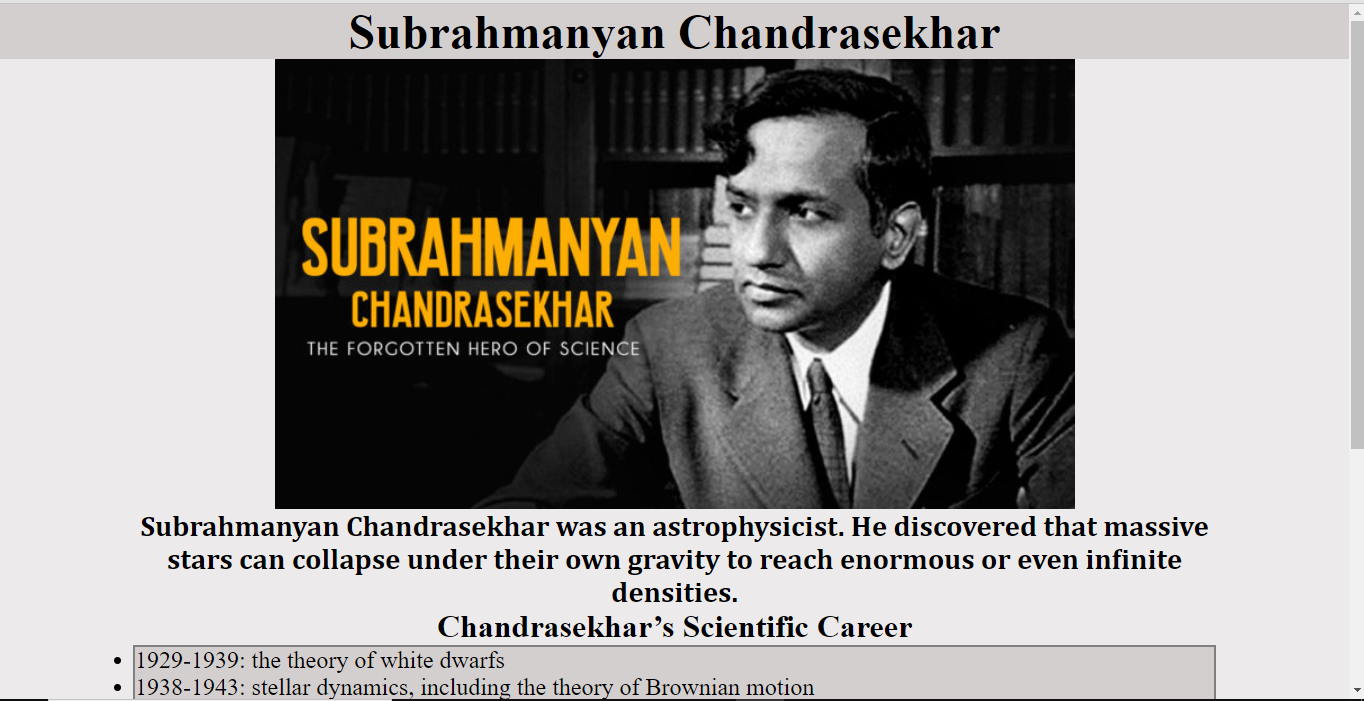 Subrahmanyan Chandrasekhar
SUBRAHMANYAN
CHANDRASEKHAR
THE FORGOTTEN HERO OF SCIENCE
Subrahmanyan Chandrasekhar was an astrophysicist. He discovered that massive
stars can collapse under their own gravity to reach enormous or even infinite
densities.
Chandrasekhar’s Scientific Career
• 1929-1939: the theory of white dwarfs
• 1938-1943: stellar dynamics, including the theory of Brownian motion